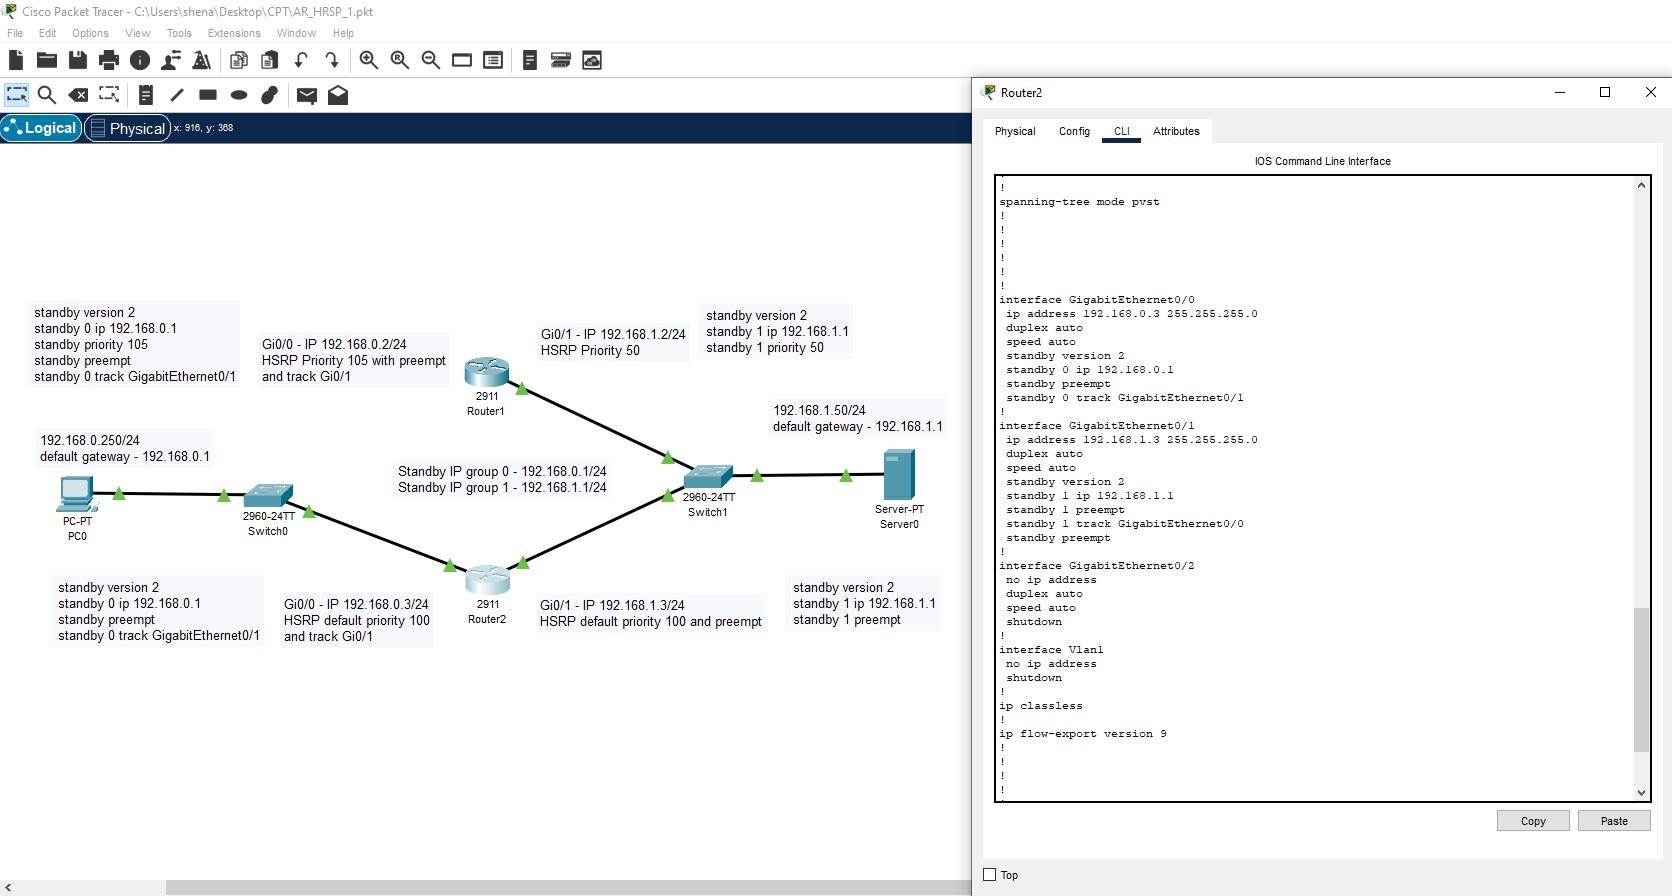 Cisco Packet Tracer - C:\Users\shena\Desktop\CPT\AR_HRSP_1.pkt
File Edit Options View Tools Extensions Window Help
Logical Physical x: 916, y: 368
standby version 2
standby 0 ip 192.168.0.1
standby priority 105
standby preempt
standby 0 track GigabitEthernet0/1
Gi0/0 - IP 192.168.0.2/24
HSRP Priority 105 with preempt
and track Gi0/1
2911
Router1
Gi0/1 - IP 192.168.1.2/24
HSRP Priority 50
standby version 2
standby 1 ip 192.168.1.1
standby 1 priority 50
192.168.0.250/24
default gateway - 192.168.0.1
PC-PT
PC0
2960-24TT
Switch0
Standby IP group 0 - 192.168.0.1/24
Standby IP group 1 - 192.168.1.1/24
2960-24TT
Switch1
192.168.1.50/24
default gateway - 192.168.1.1
Server-PT
Server0
standby version 2
standby 0 ip 192.168.0.1
standby preempt
standby 0 track GigabitEthernet0/1
Gi0/0 - IP 192.168.0.3/24
HSRP default priority 100
and track Gi0/1
2911
Router2
Gi0/1 - IP 192.168.1.3/24
HSRP default priority 100 and preempt
standby version 2
standby 1 ip 192.168.1.1
standby 1 preempt
Router2
Physical Config CLI Attributes
IOS Command Line Interface
!
spanning-tree mode pvst
!
!
!
!
!
!
interface GigabitEthernet0/0
ip address 192.168.0.3 255.255.255.0
duplex auto
speed auto
standby version 2
standby 0 ip 192.168.0.1
standby preempt
standby 0 track GigabitEthernet0/1
!
interface GigabitEthernet0/1
ip address 192.168.1.3 255.255.255.0
duplex auto
speed auto
standby version 2
standby 1 ip 192.168.1.1
standby 1 preempt
standby 1 track GigabitEthernet0/0
standby preempt
!
interface GigabitEthernet0/2
no ip address
duplex auto
speed auto
shutdown
!
interface Vlan1
no ip address
shutdown
!
ip classless
!
ip flow-export version 9
!
!
!
!
Copy Paste
Top